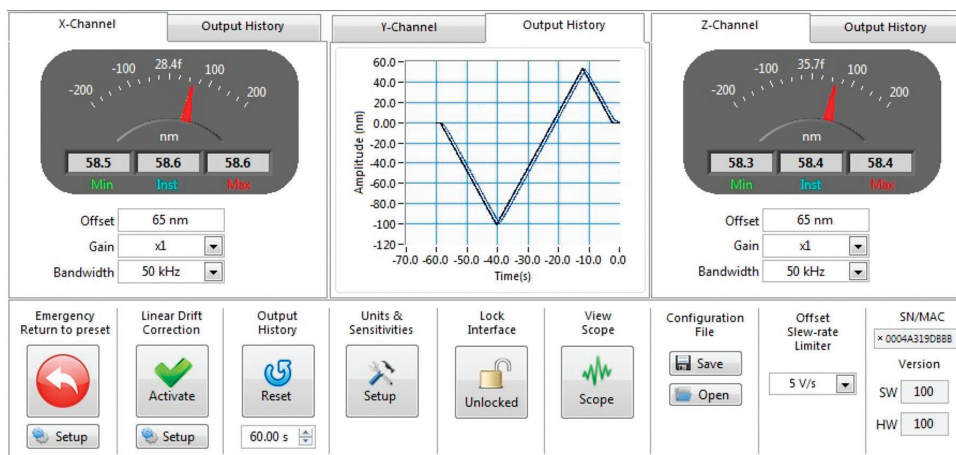 X-Channel
Output History
28.4f
-200
-100
100
200
nm
58.5
58.6
58.6
Min
Inst
Max
Offset
65 nm
Gain
x1
Bandwidth
50 kHz
Y-Channel
Output History
Amplitude (nm)
60.0
40.0
20.0
0.00
-20.0
-40.0
-60.0
-80.0
-100
-120
-70.0 -60.0 -50.0 -40.0 -30.0 -20.0 -10.0 0.0
Time(s)
Z-Channel
Output History
35.7f
-200
-100
100
200
nm
58.3
58.4
58.4
Min
Inst
Max
Offset
65 nm
Gain
x1
Bandwidth
50 kHz
Emergency
Return to preset
Setup
Linear Drift
Correction
Activate
Setup
Output
History
Reset
60.00 s
Units &
Sensitivities
Setup
Lock
Interface
Unlocked
View
Scope
Scope
Configuration
File
Save
Open
Offset
Slew-rate
Limiter
5 V/s
SN/MAC
× 0004A319DBBB
Version
SW 100
HW 100